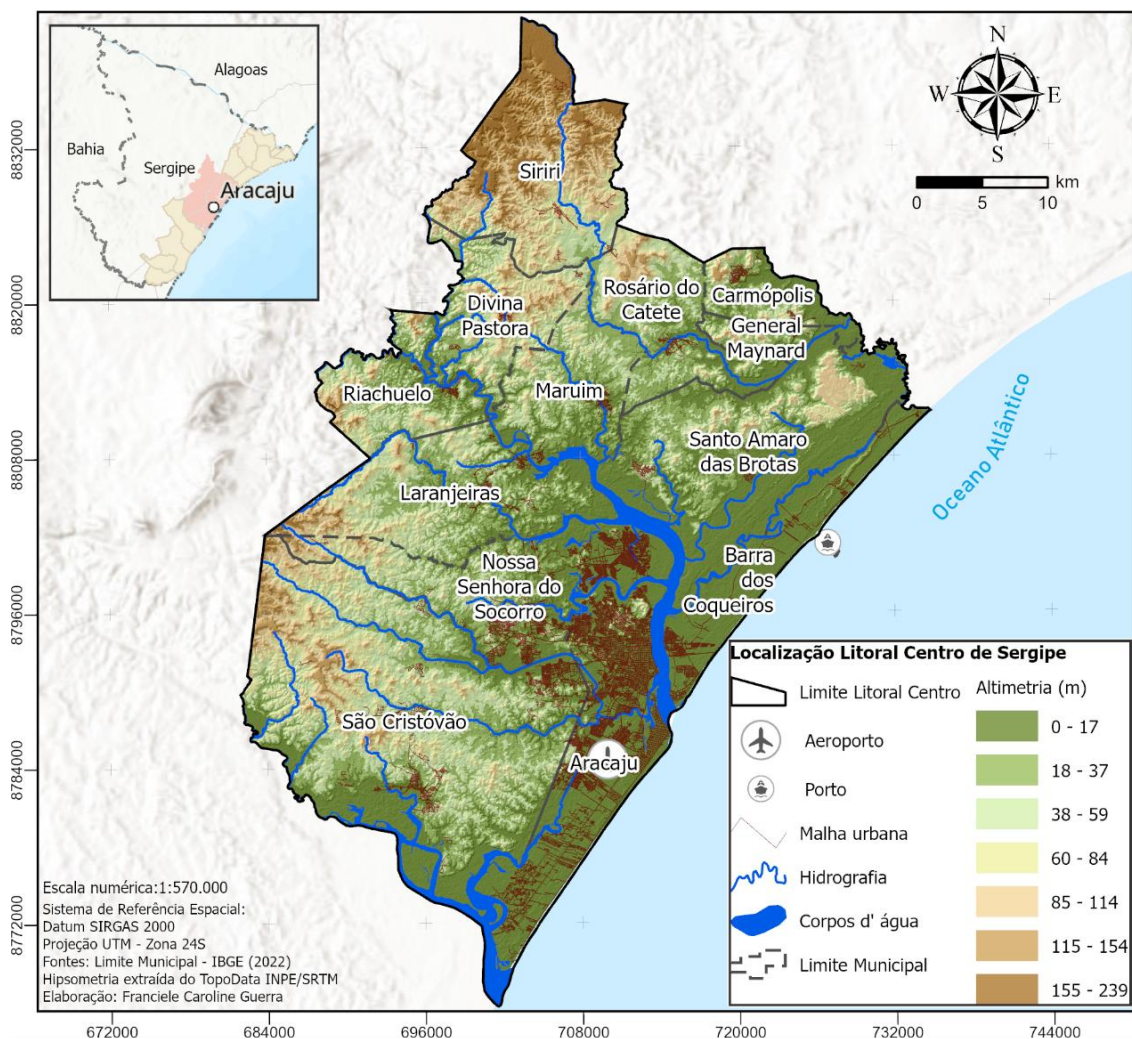 Alagoas
Bahia
Sergipe
Aracaju
N
W
E
S
km
0
5
10
Siriri
Rosário do
Catete
Carmópolis
General
Maynard
Divina
Pastora
Riachuelo
Maruim
Santo Amaro
das Brotas
Laranjeiras
Nossa
Senhora do
Socorro
Barra
dos
Coqueiros
São Cristóvão
Aracaju
Oceano Atlântico
8832000
8820000
8808000
8796000
8784000
8772000
Localização Litoral Centro de Sergipe
Limite Litoral Centro
Aeroporto
Porto
Malha urbana
Hidrografia
Corpos d' água
Limite Municipal
Altimetria (m)
0 - 17
18 - 37
38 - 59
60 - 84
85 - 114
115 - 154
155 - 239
Escala numérica:1:570.000
Sistema de Referência Espacial:
Datum SIRGAS 2000
Projeção UTM - Zona 24S
Fontes: Limite Municipal - IBGE (2022)
Hipsometria extraída do TopoData INPE/SRTM
Elaboração: Franciele Caroline Guerra
672000
684000
696000
708000
720000
732000
744000